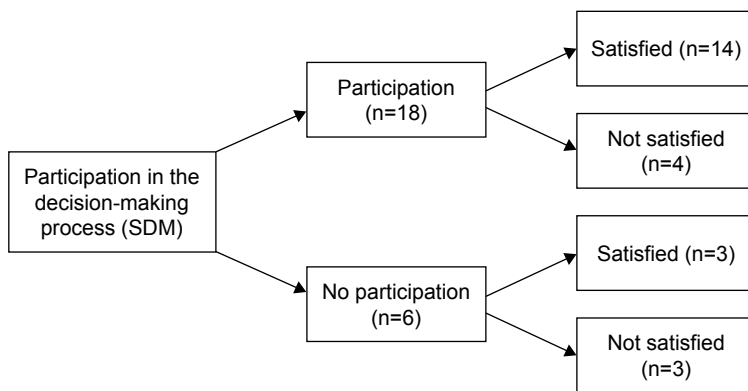 Participation in the
decision-making
process (SDM)
Participation
(n=18)
No participation
(n=6)
Satisfied (n=14)
Not satisfied
(n=4)
Satisfied (n=3)
Not satisfied
(n=3)